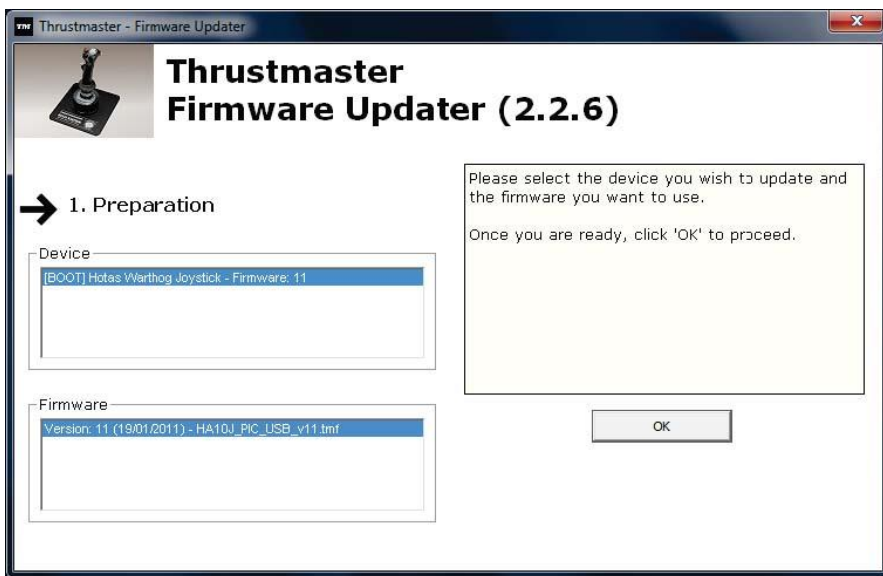 TM Thrustmaster - Firmware Updater
Thrustmaster
Firmware Updater (2.2.6)
1. Preparation
Device
[BOOT] Hotas Warthog Joystick - Firmware: 11
Firmware
Version: 11 (19/01/2011) - HA10J_PIC_USB_v11.tmf
Please select the device you wish to update and
the firmware you want to use.
Once you are ready, click 'OK' to proceed.
OK